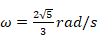 ω = 2√5/3 rad/s